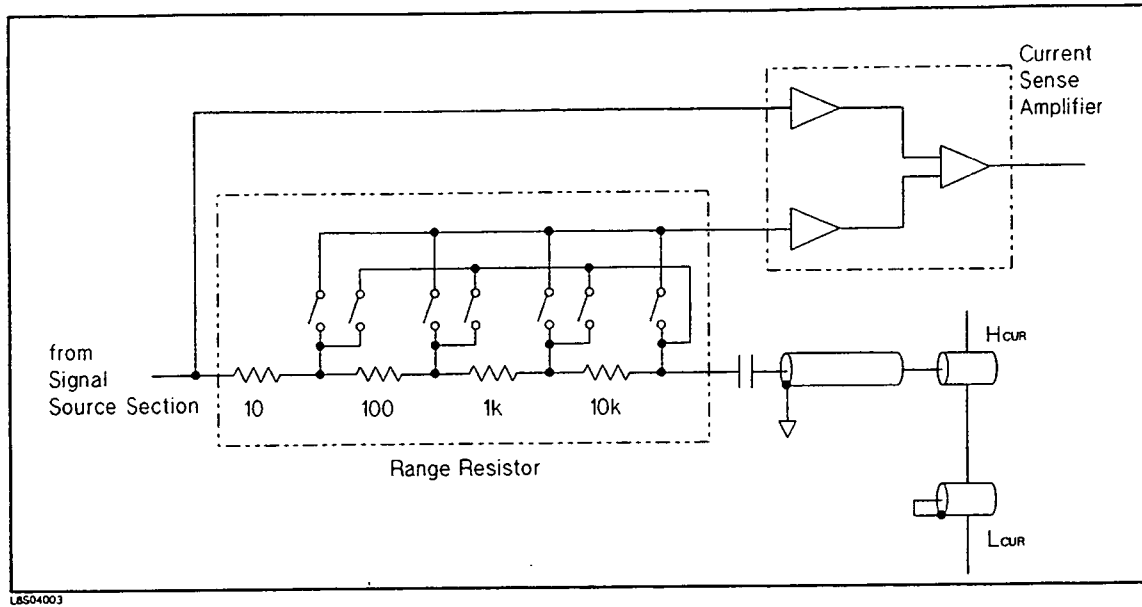 Current
Sense
Amplifier
from
Signal
Source Section
10
100
1k
10k
Range Resistor
HCUR
LCUR
L8S04003